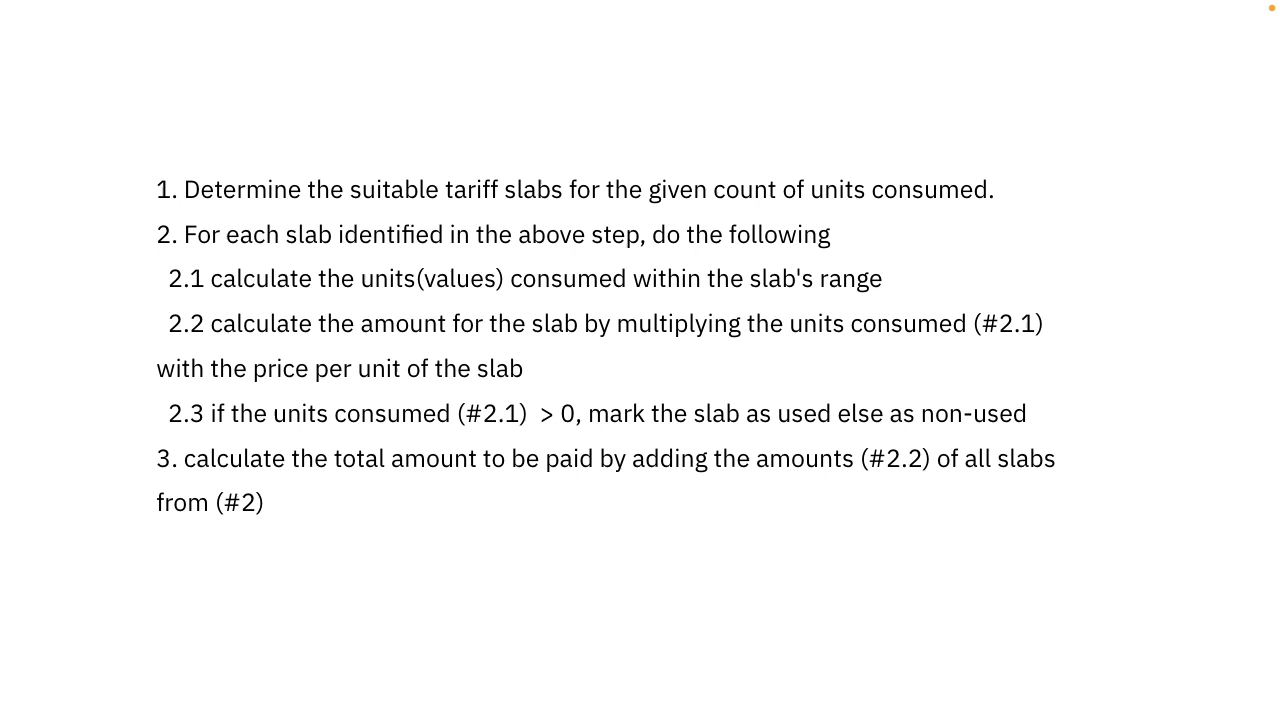 1. Determine the suitable tariff slabs for the given count of units consumed.
2. For each slab identified in the above step, do the following
2.1 calculate the units(values) consumed within the slab's range
2.2 calculate the amount for the slab by multiplying the units consumed (#2.1)
with the price per unit of the slab
2.3 if the units consumed (#2.1)  > 0, mark the slab as used else as non-used
3. calculate the total amount to be paid by adding the amounts (#2.2) of all slabs
from (#2)